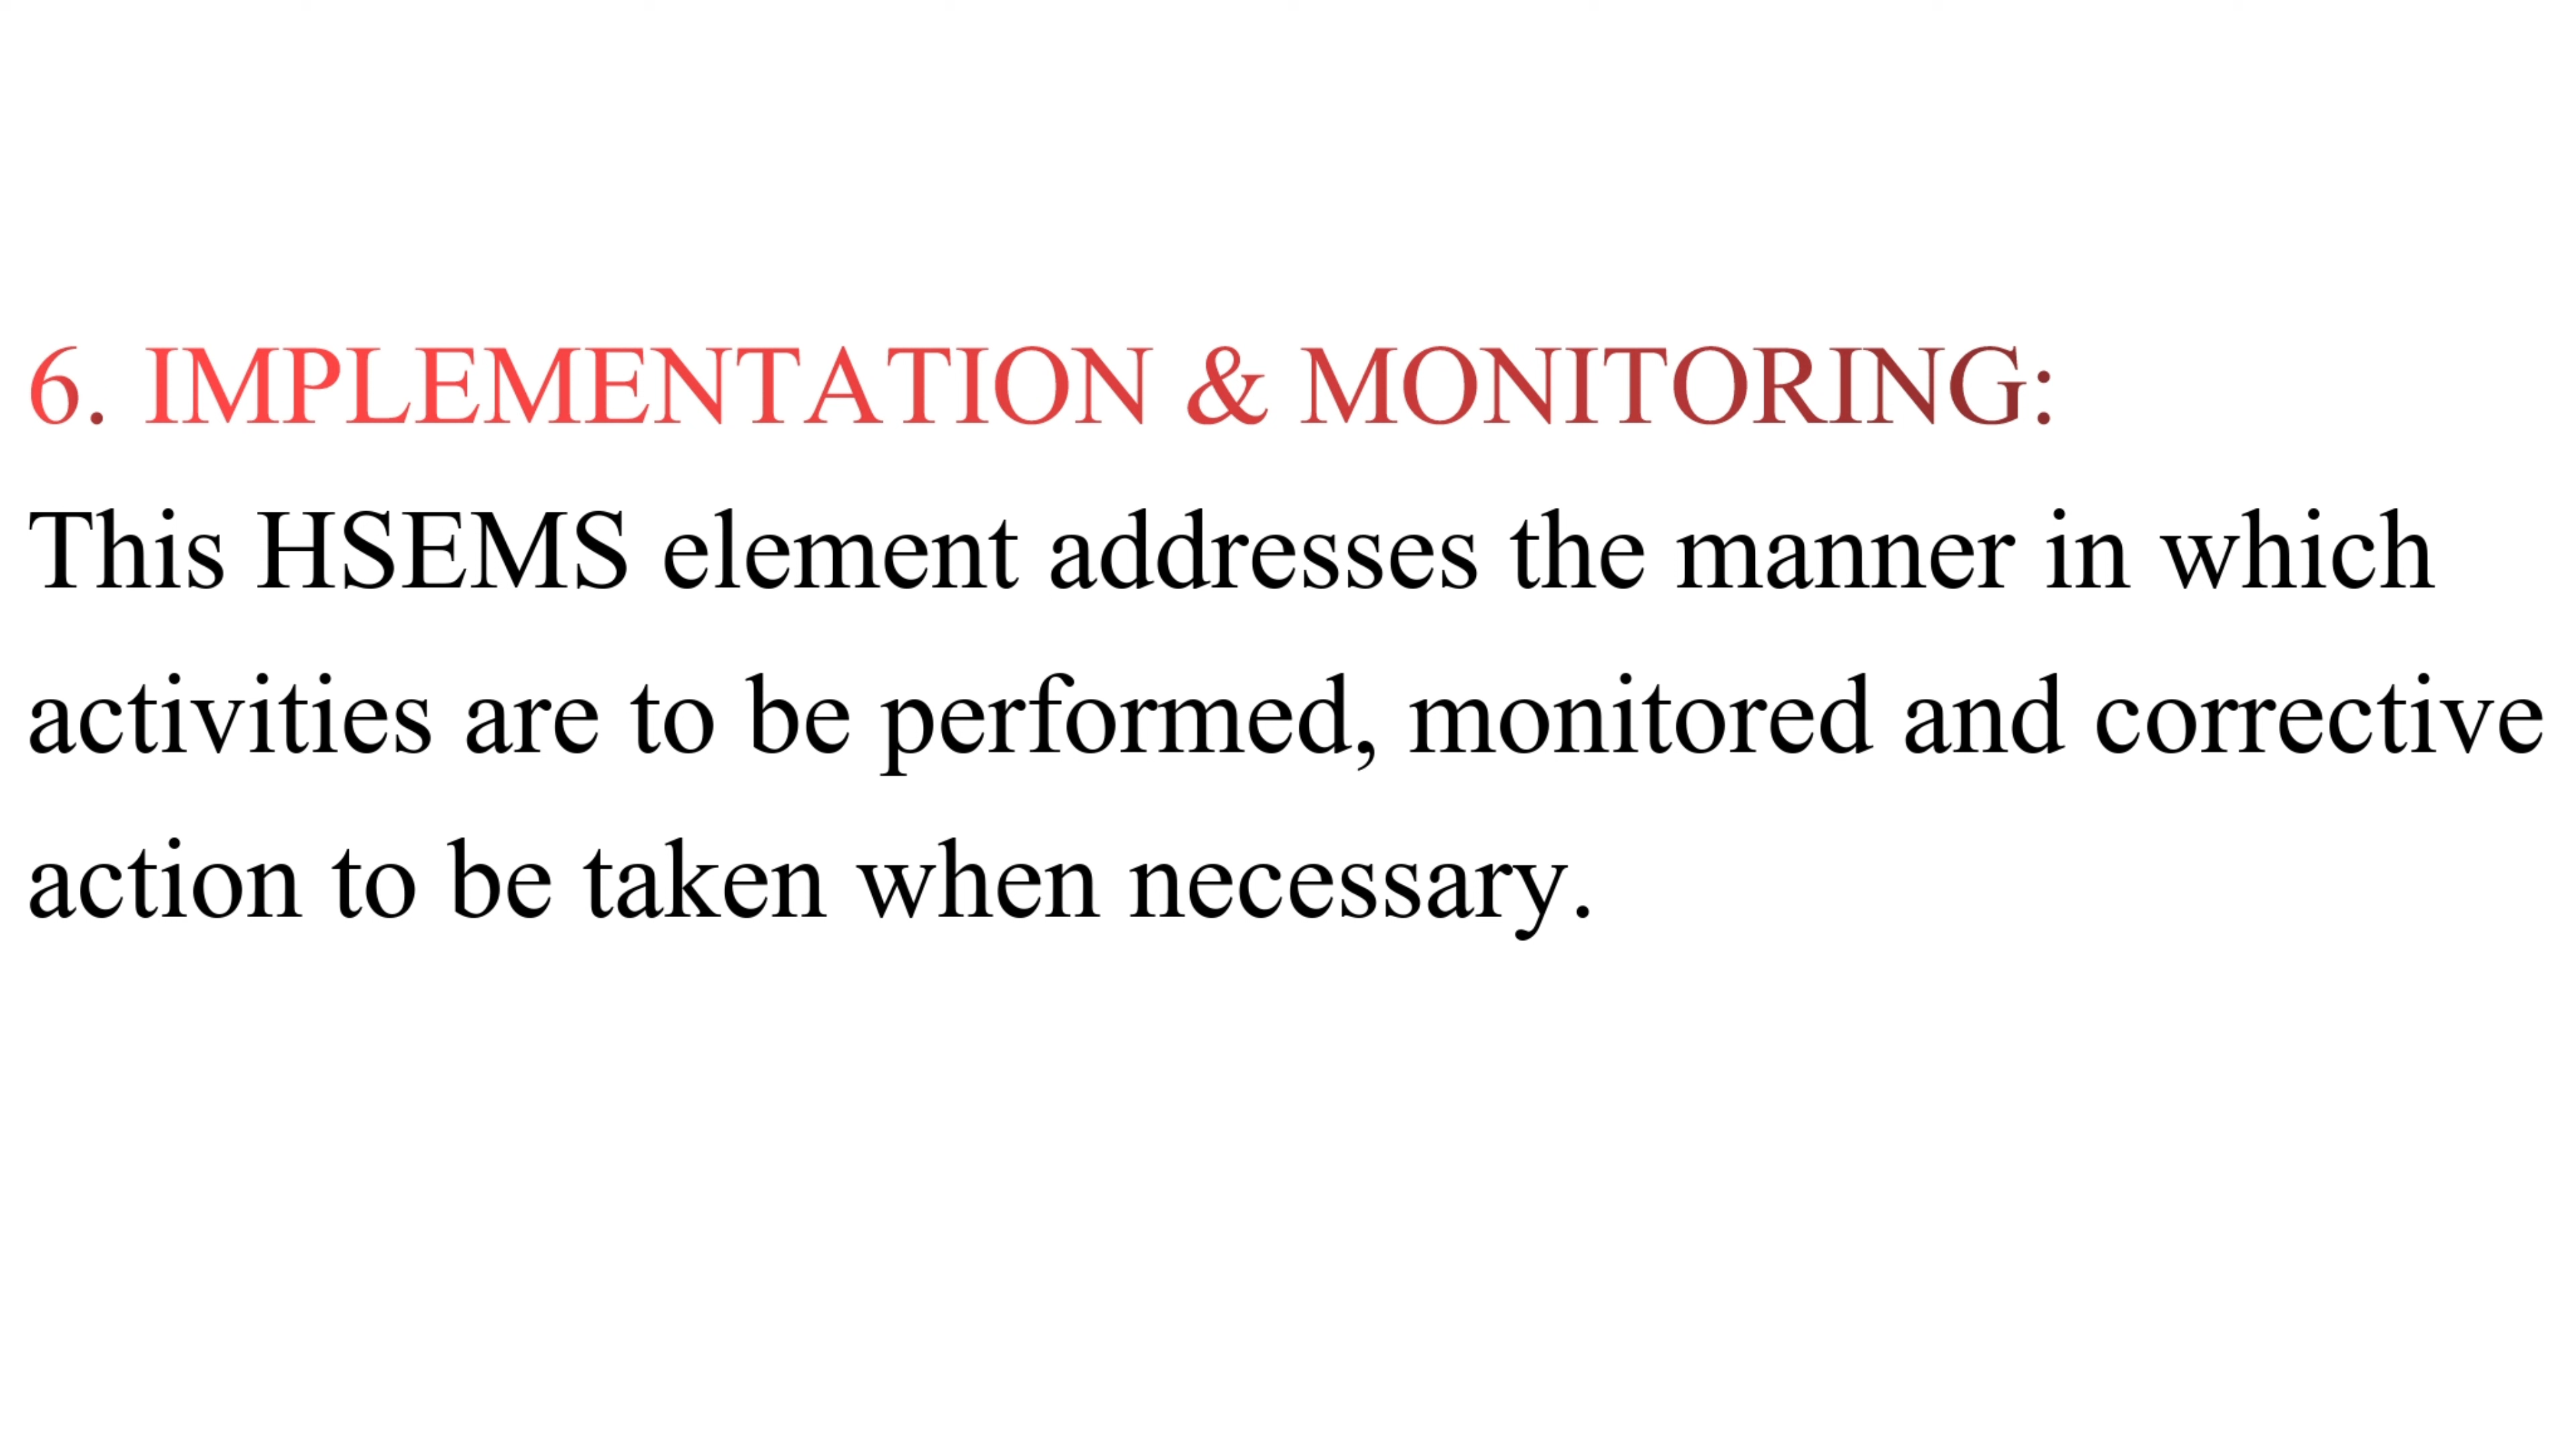 6. IMPLEMENTATION & MONITORING:
This HSEMS element addresses the manner in which
activities are to be performed, monitored and corrective
action to be taken when necessary.